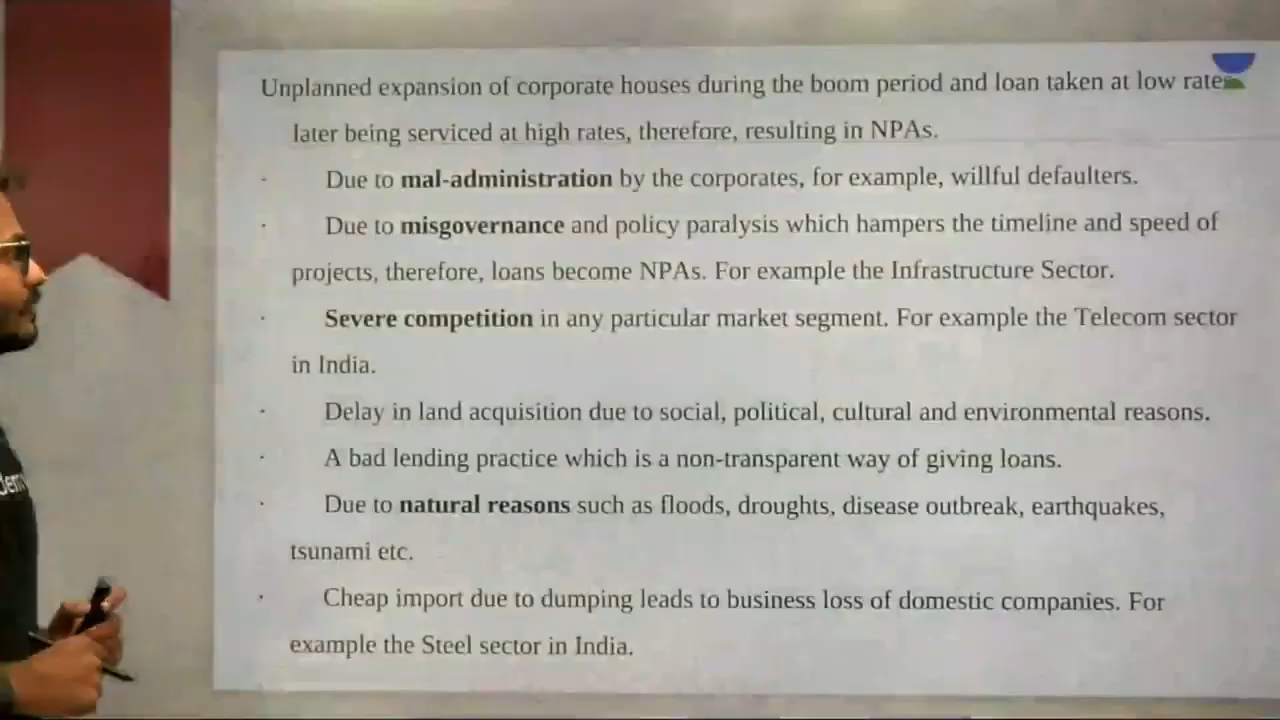 Unplanned expansion of corporate houses during the boom period and loan taken at low rates
later being serviced at high rates, therefore, resulting in NPAs.
· Due to mal-administration by the corporates, for example, willful defaulters.
· Due to misgovernance and policy paralysis which hampers the timeline and speed of
projects, therefore, loans become NPAs. For example the Infrastructure Sector.
· Severe competition in any particular market segment. For example the Telecom sector
in India.
· Delay in land acquisition due to social, political, cultural and environmental reasons.
· A bad lending practice which is a non-transparent way of giving loans.
· Due to natural reasons such as floods, droughts, disease outbreak, earthquakes,
tsunami etc.
· Cheap import due to dumping leads to business loss of domestic companies. For
example the Steel sector in India.